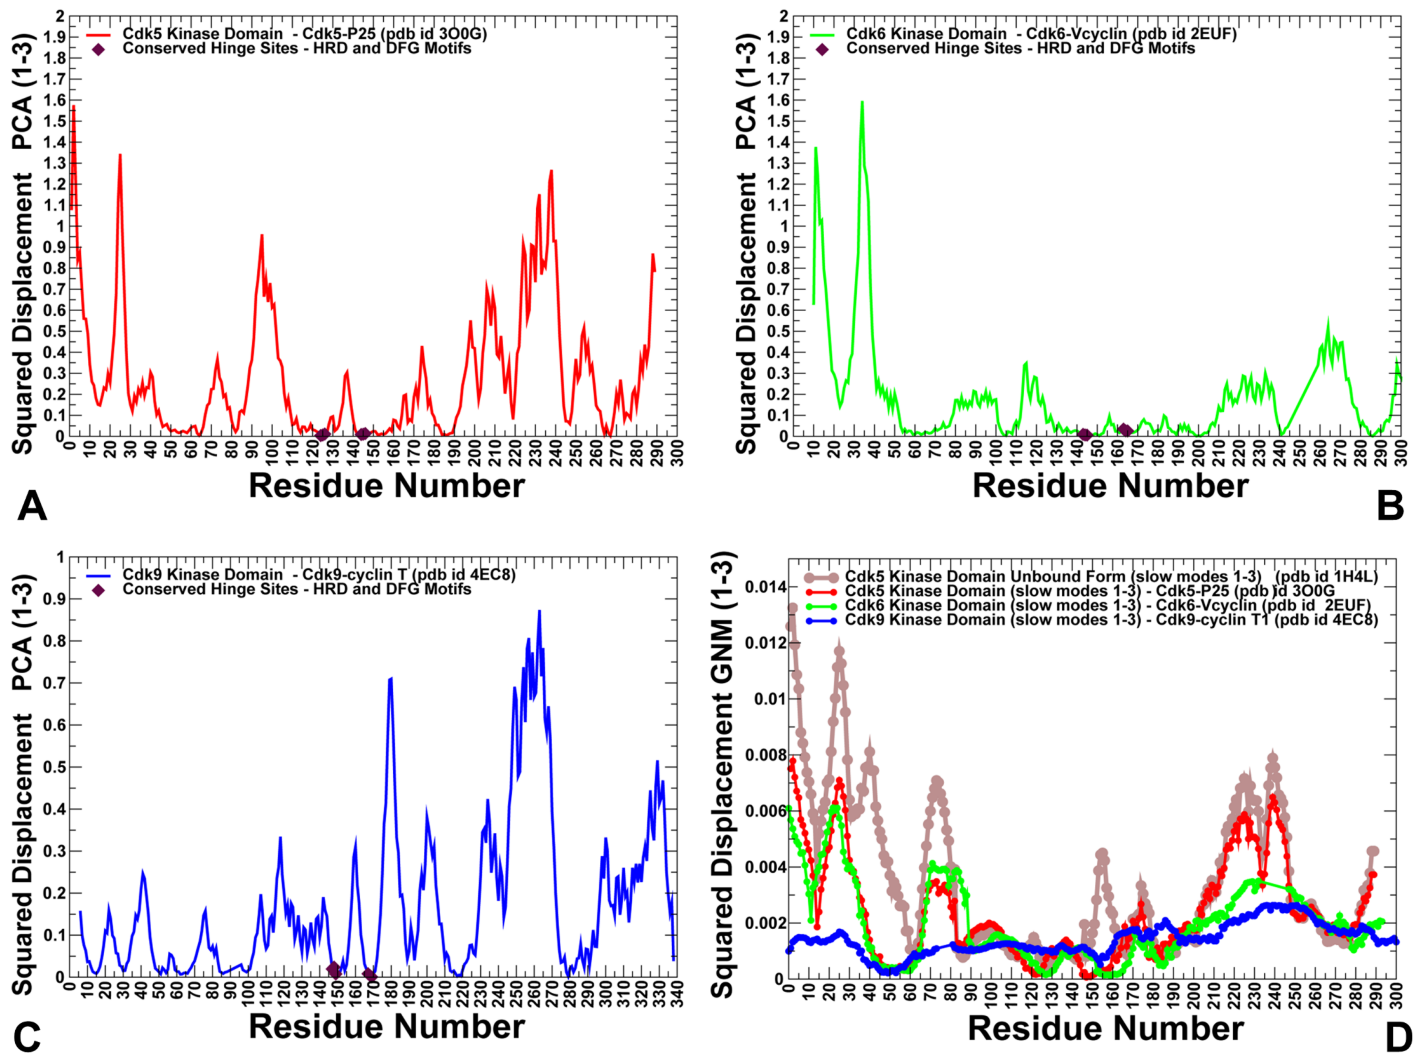 Cdk5 Kinase Domain - Cdk5-P25 (pdb id 3O0G)
Conserved Hinge Sites - HRD and DFG Motifs
Squared Displacement PCA (1-3)
2
1.9
1.8
1.7
1.6
1.5
1.4
1.3
1.2
1.1
1
0.9
0.8
0.7
0.6
0.5
0.4
0.3
0.2
0.1
0
0 10 20 30 40 50 60 70 80 90 100 110 120 130 140 150 160 170 180 190 200 210 220 230 240 250 260 270 280 290 300
Residue Number
A
Cdk6 Kinase Domain - Cdk6-Vcyclin (pdb id 2EUF)
Conserved Hinge Sites - HRD and DFG Motifs
Squared Displacement PCA (1-3)
2
1.9
1.8
1.7
1.6
1.5
1.4
1.3
1.2
1.1
1
0.9
0.8
0.7
0.6
0.5
0.4
0.3
0.2
0.1
0
0 10 20 30 40 50 60 70 80 90 100 110 120 130 140 150 160 170 180 190 200 210 220 230 240 250 260 270 280 290 300
Residue Number
B
Cdk9 Kinase Domain - Cdk9-cyclin T (pdb id 4EC8)
Conserved Hinge Sites - HRD and DFG Motifs
Squared Displacement PCA (1-3)
1
0.9
0.8
0.7
0.6
0.5
0.4
0.3
0.2
0.1
0
0 10 20 30 40 50 60 70 80 90 100 110 120 130 140 150 160 170 180 190 200 210 220 230 240 250 260 270 280 290 300 310 320 330 340
Residue Number
C
Cdk5 Kinase Domain Unbound Form (slow modes 1-3) (pdb id 1H4L)
Cdk5 Kinase Domain (slow modes 1-3) - Cdk5-P25 (pdb id 3O0G
Cdk6 Kinase Domain (slow modes 1-3) - Cdk6-Vcyclin (pdb id 2EUF)
Cdk9 Kinase Domain (slow modes 1-3) - Cdk9-cyclin T1 (pdb id 4EC8)
Squared Displacement GNM (1-3)
0.014
0.012
0.01
0.008
0.006
0.004
0.002
0
0 10 20 30 40 50 60 70 80 90 100 110 120 130 140 150 160 170 180 190 200 210 220 230 240 250 260 270 280 290 300
Residue Number
D